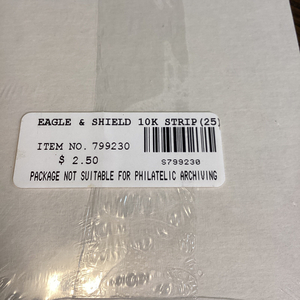 EAGLE & SHIELD 10K STRIP(25)
ITEM NO. 799230
$ 2.50
S799230
PACKAGE NOT SUITABLE FOR PHILATELIC ARCHIVING